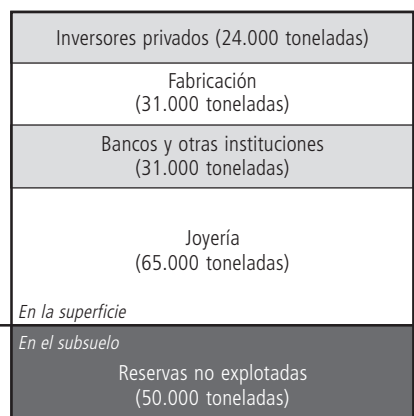 Inversores privados (24.000 toneladas)
Fabricación
(31.000 toneladas)
Bancos y otras instituciones
(31.000 toneladas)
Joyería
(65.000 toneladas)
En la superficie
En el subsuelo
Reservas no explotadas
(50.000 toneladas)